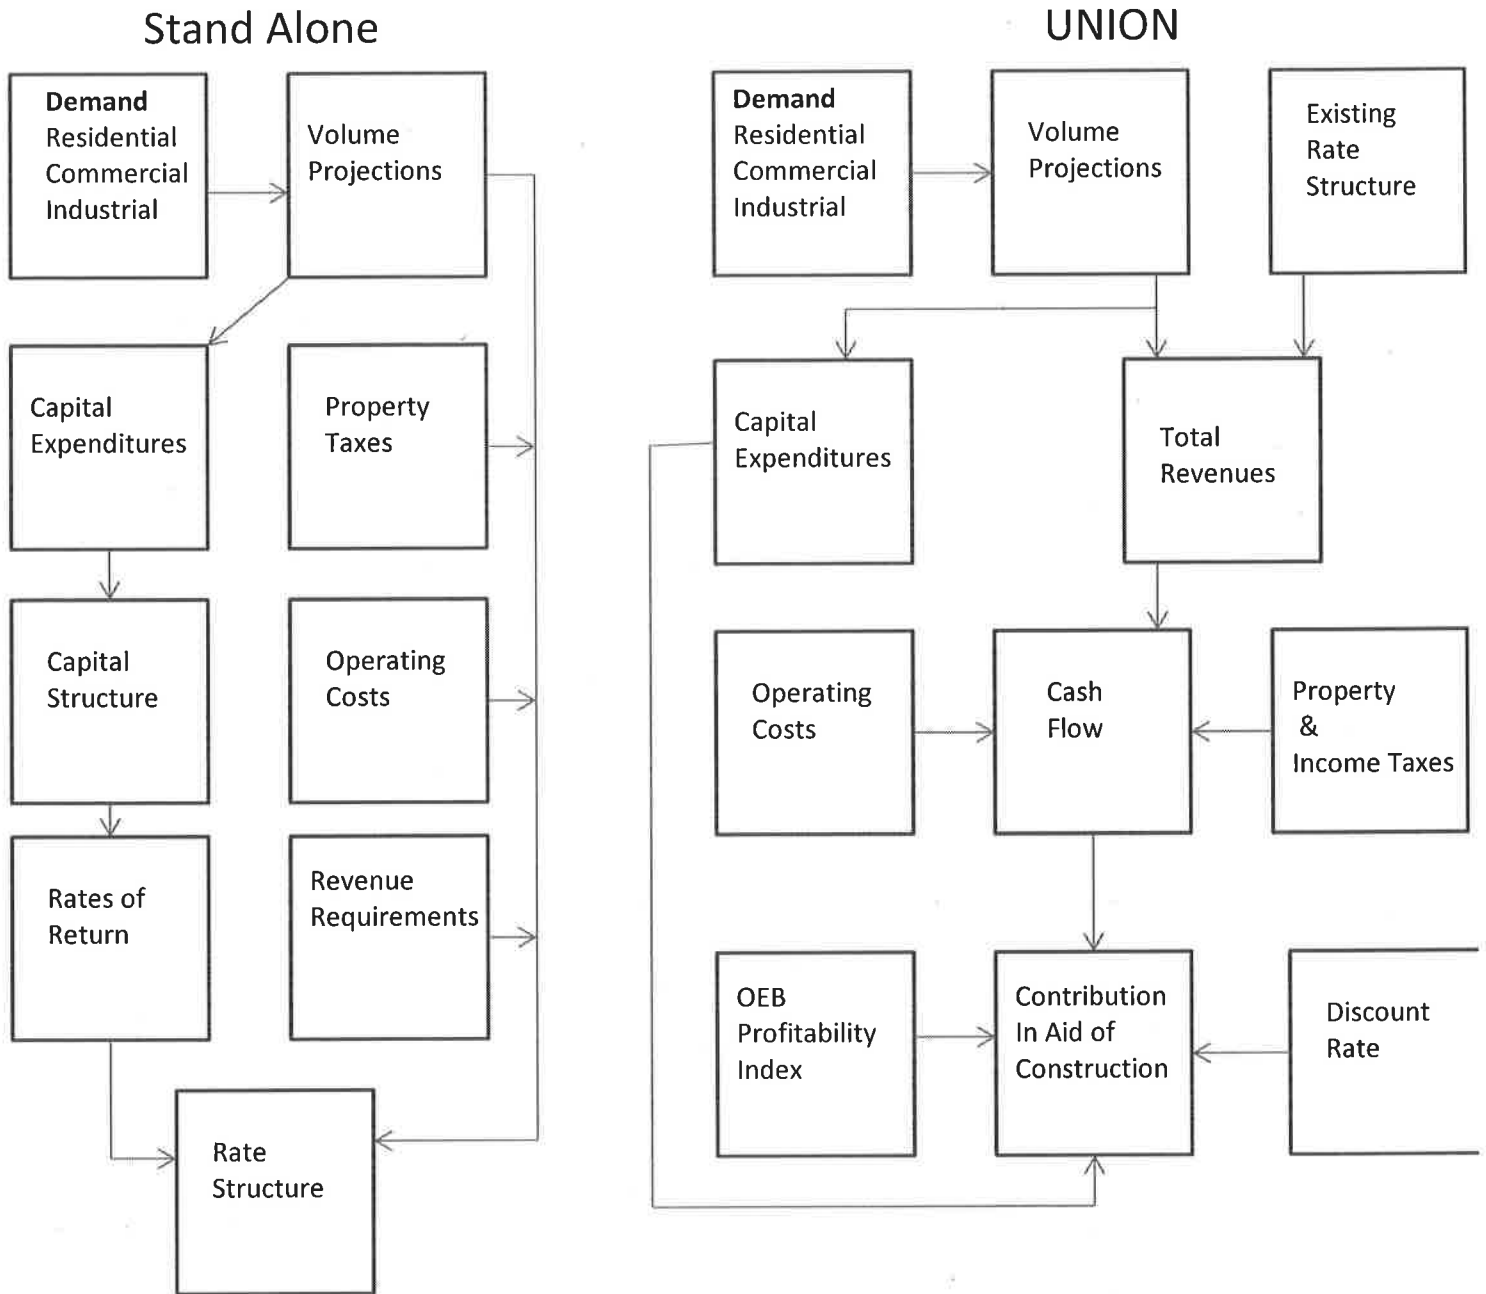 Stand Alone
Demand
Residential
Commercial
Industrial
Volume
Projections
Capital
Expenditures
Property
Taxes
Capital
Structure
Operating
Costs
Rates of
Return
Revenue
Requirements
Rate
Structure
UNION
Demand
Residential
Commercial
Industrial
Volume
Projections
Existing
Rate
Structure
Capital
Expenditures
Total
Revenues
Operating
Costs
Cash
Flow
Property
&
Income Taxes
OEB
Profitability
Index
Contribution
In Aid of
Construction
Discount
Rate